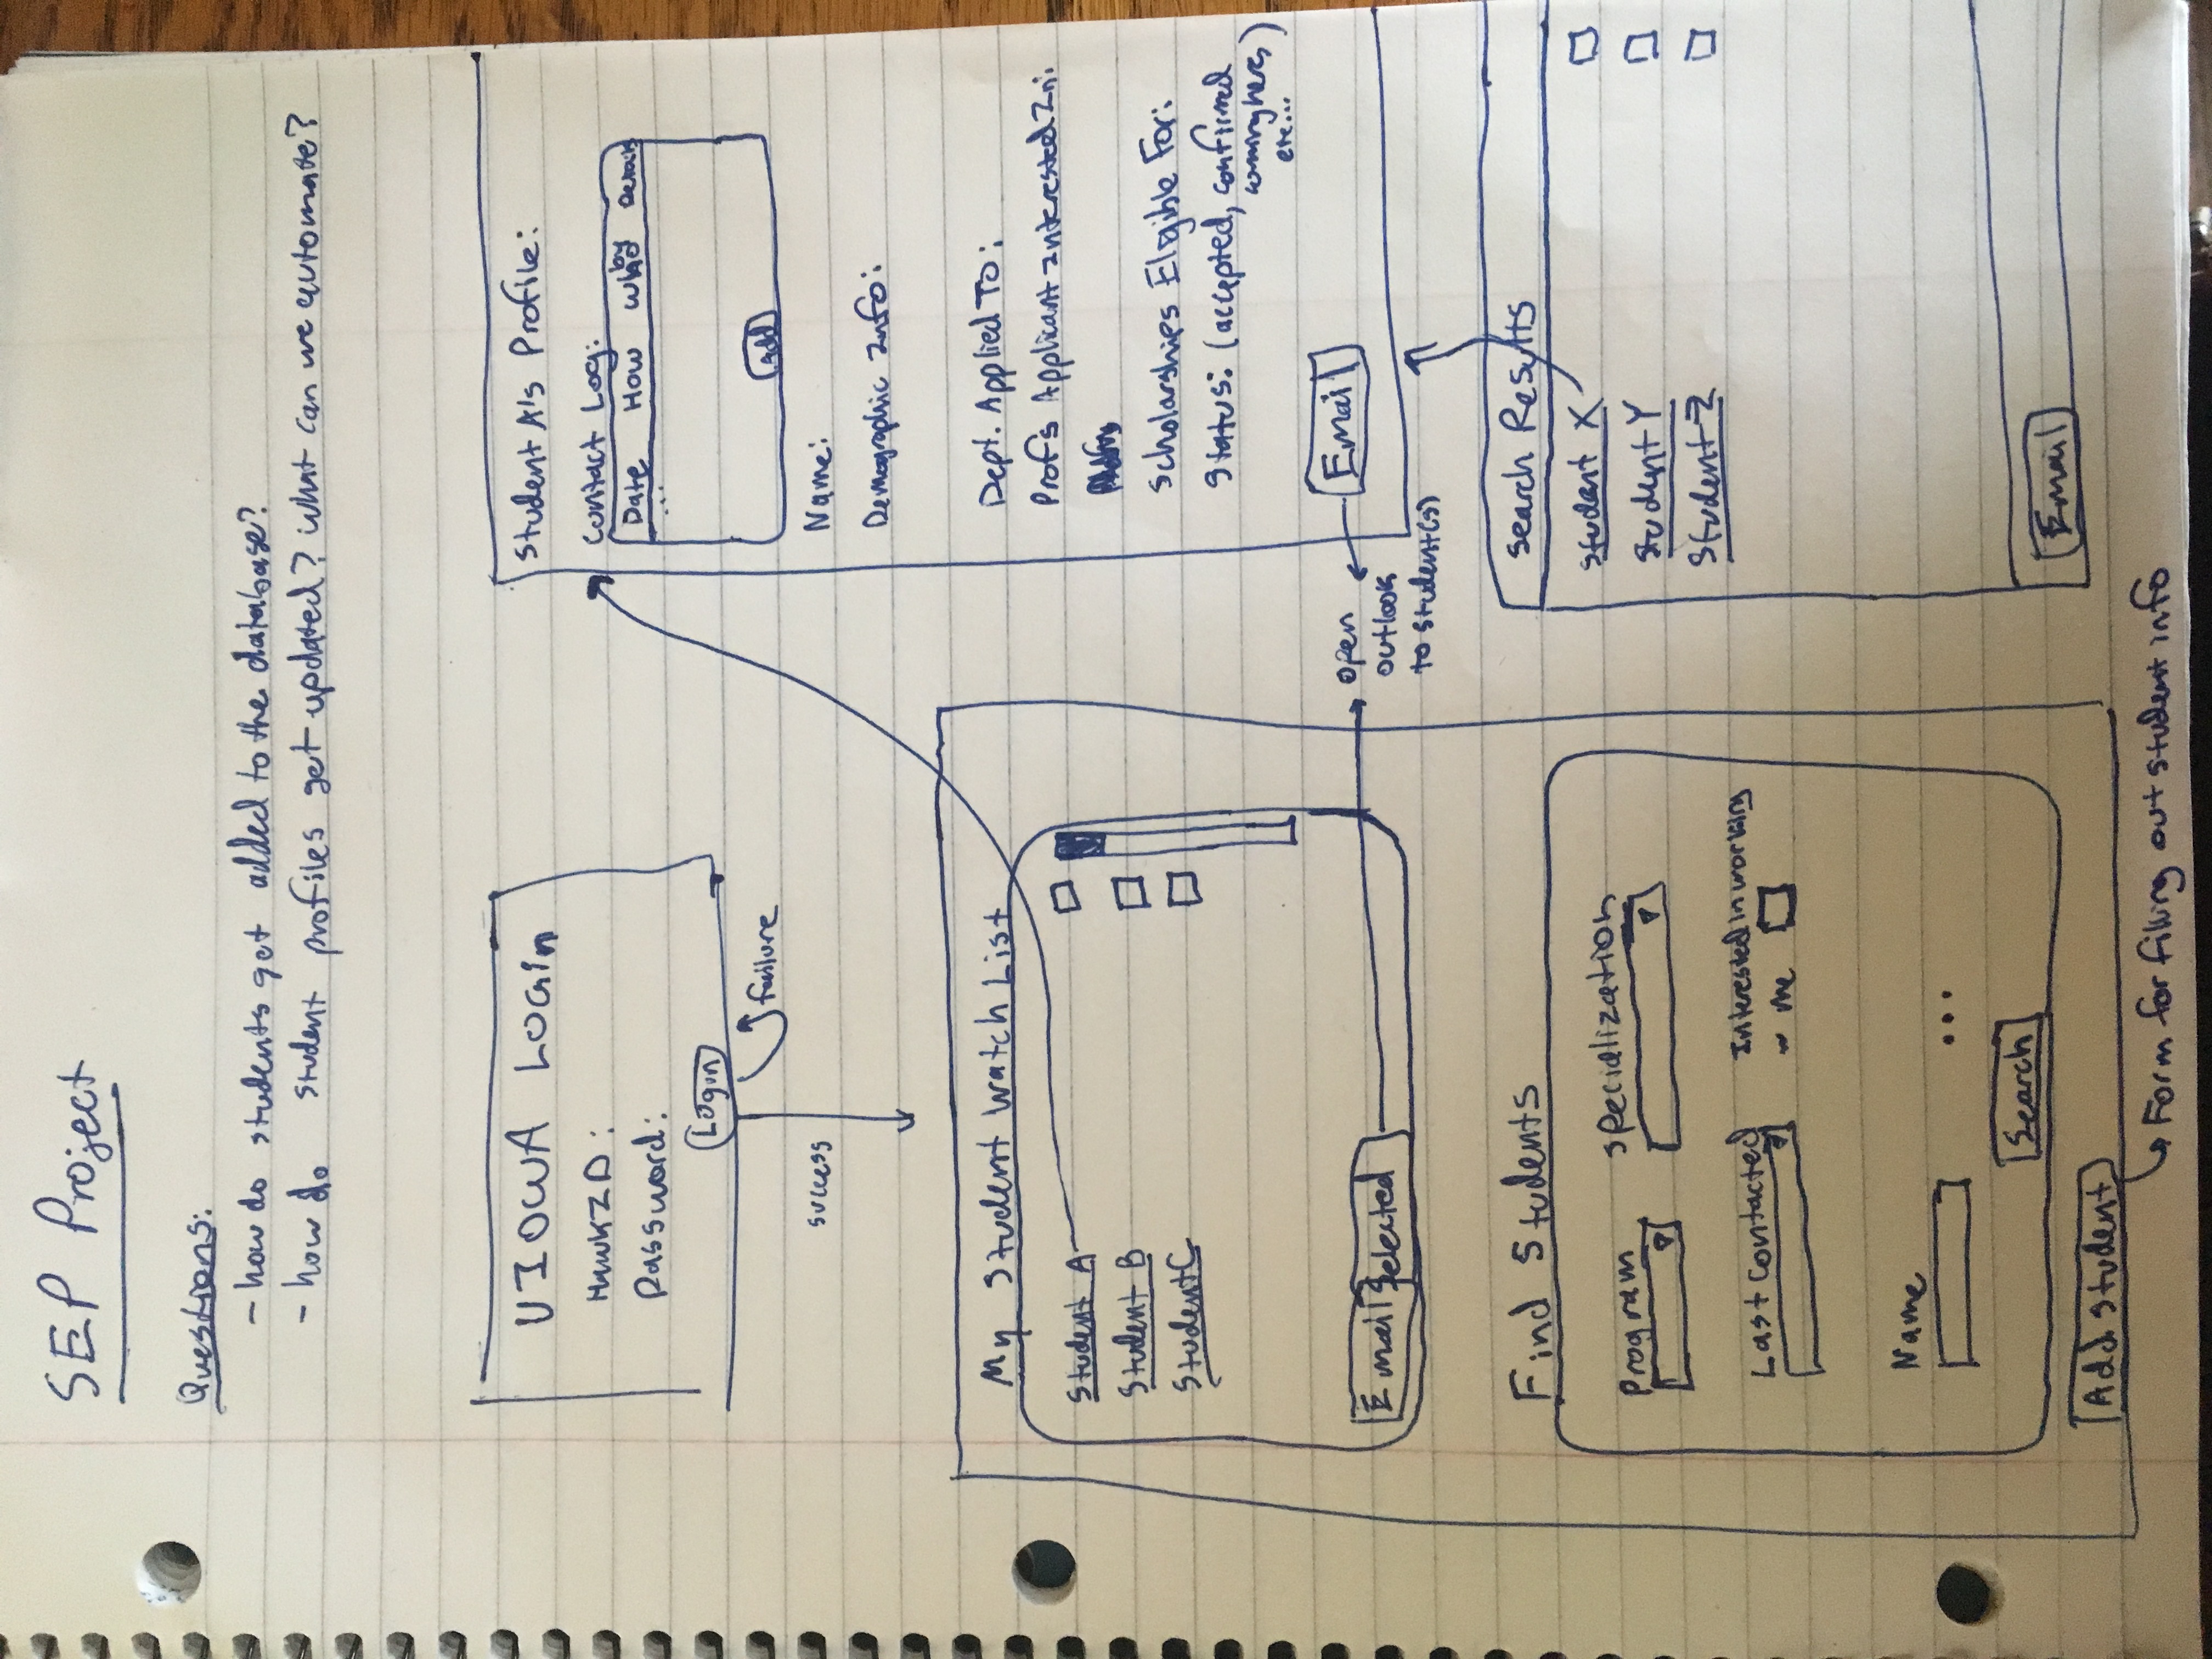 SEP Project
Questions:
- how do students get added to the database?
- how do student profiles get updated? What can we automate?
UIOWA Login
HawkID:
Password:
Login
failure
success
My Student Watch List
Student A
Student B
Student C
Email Selected
Find Students
Program
Specialization
Last Contacted
Interested in working
w me
Name
...
Search
Add Student
Form for filling out student info
Student A's Profile:
Contact Log:
Date How by who Details
...
Add
Name:
Demographic Info:
Dept. Applied To:
Profs Applicant Interested In:
Scholarships Eligible For:
Status: (accepted, confirmed
coming here,)
etc...
Email
open
outlook
to student(s)
Search Results
Student X
Student Y
Student Z
Email